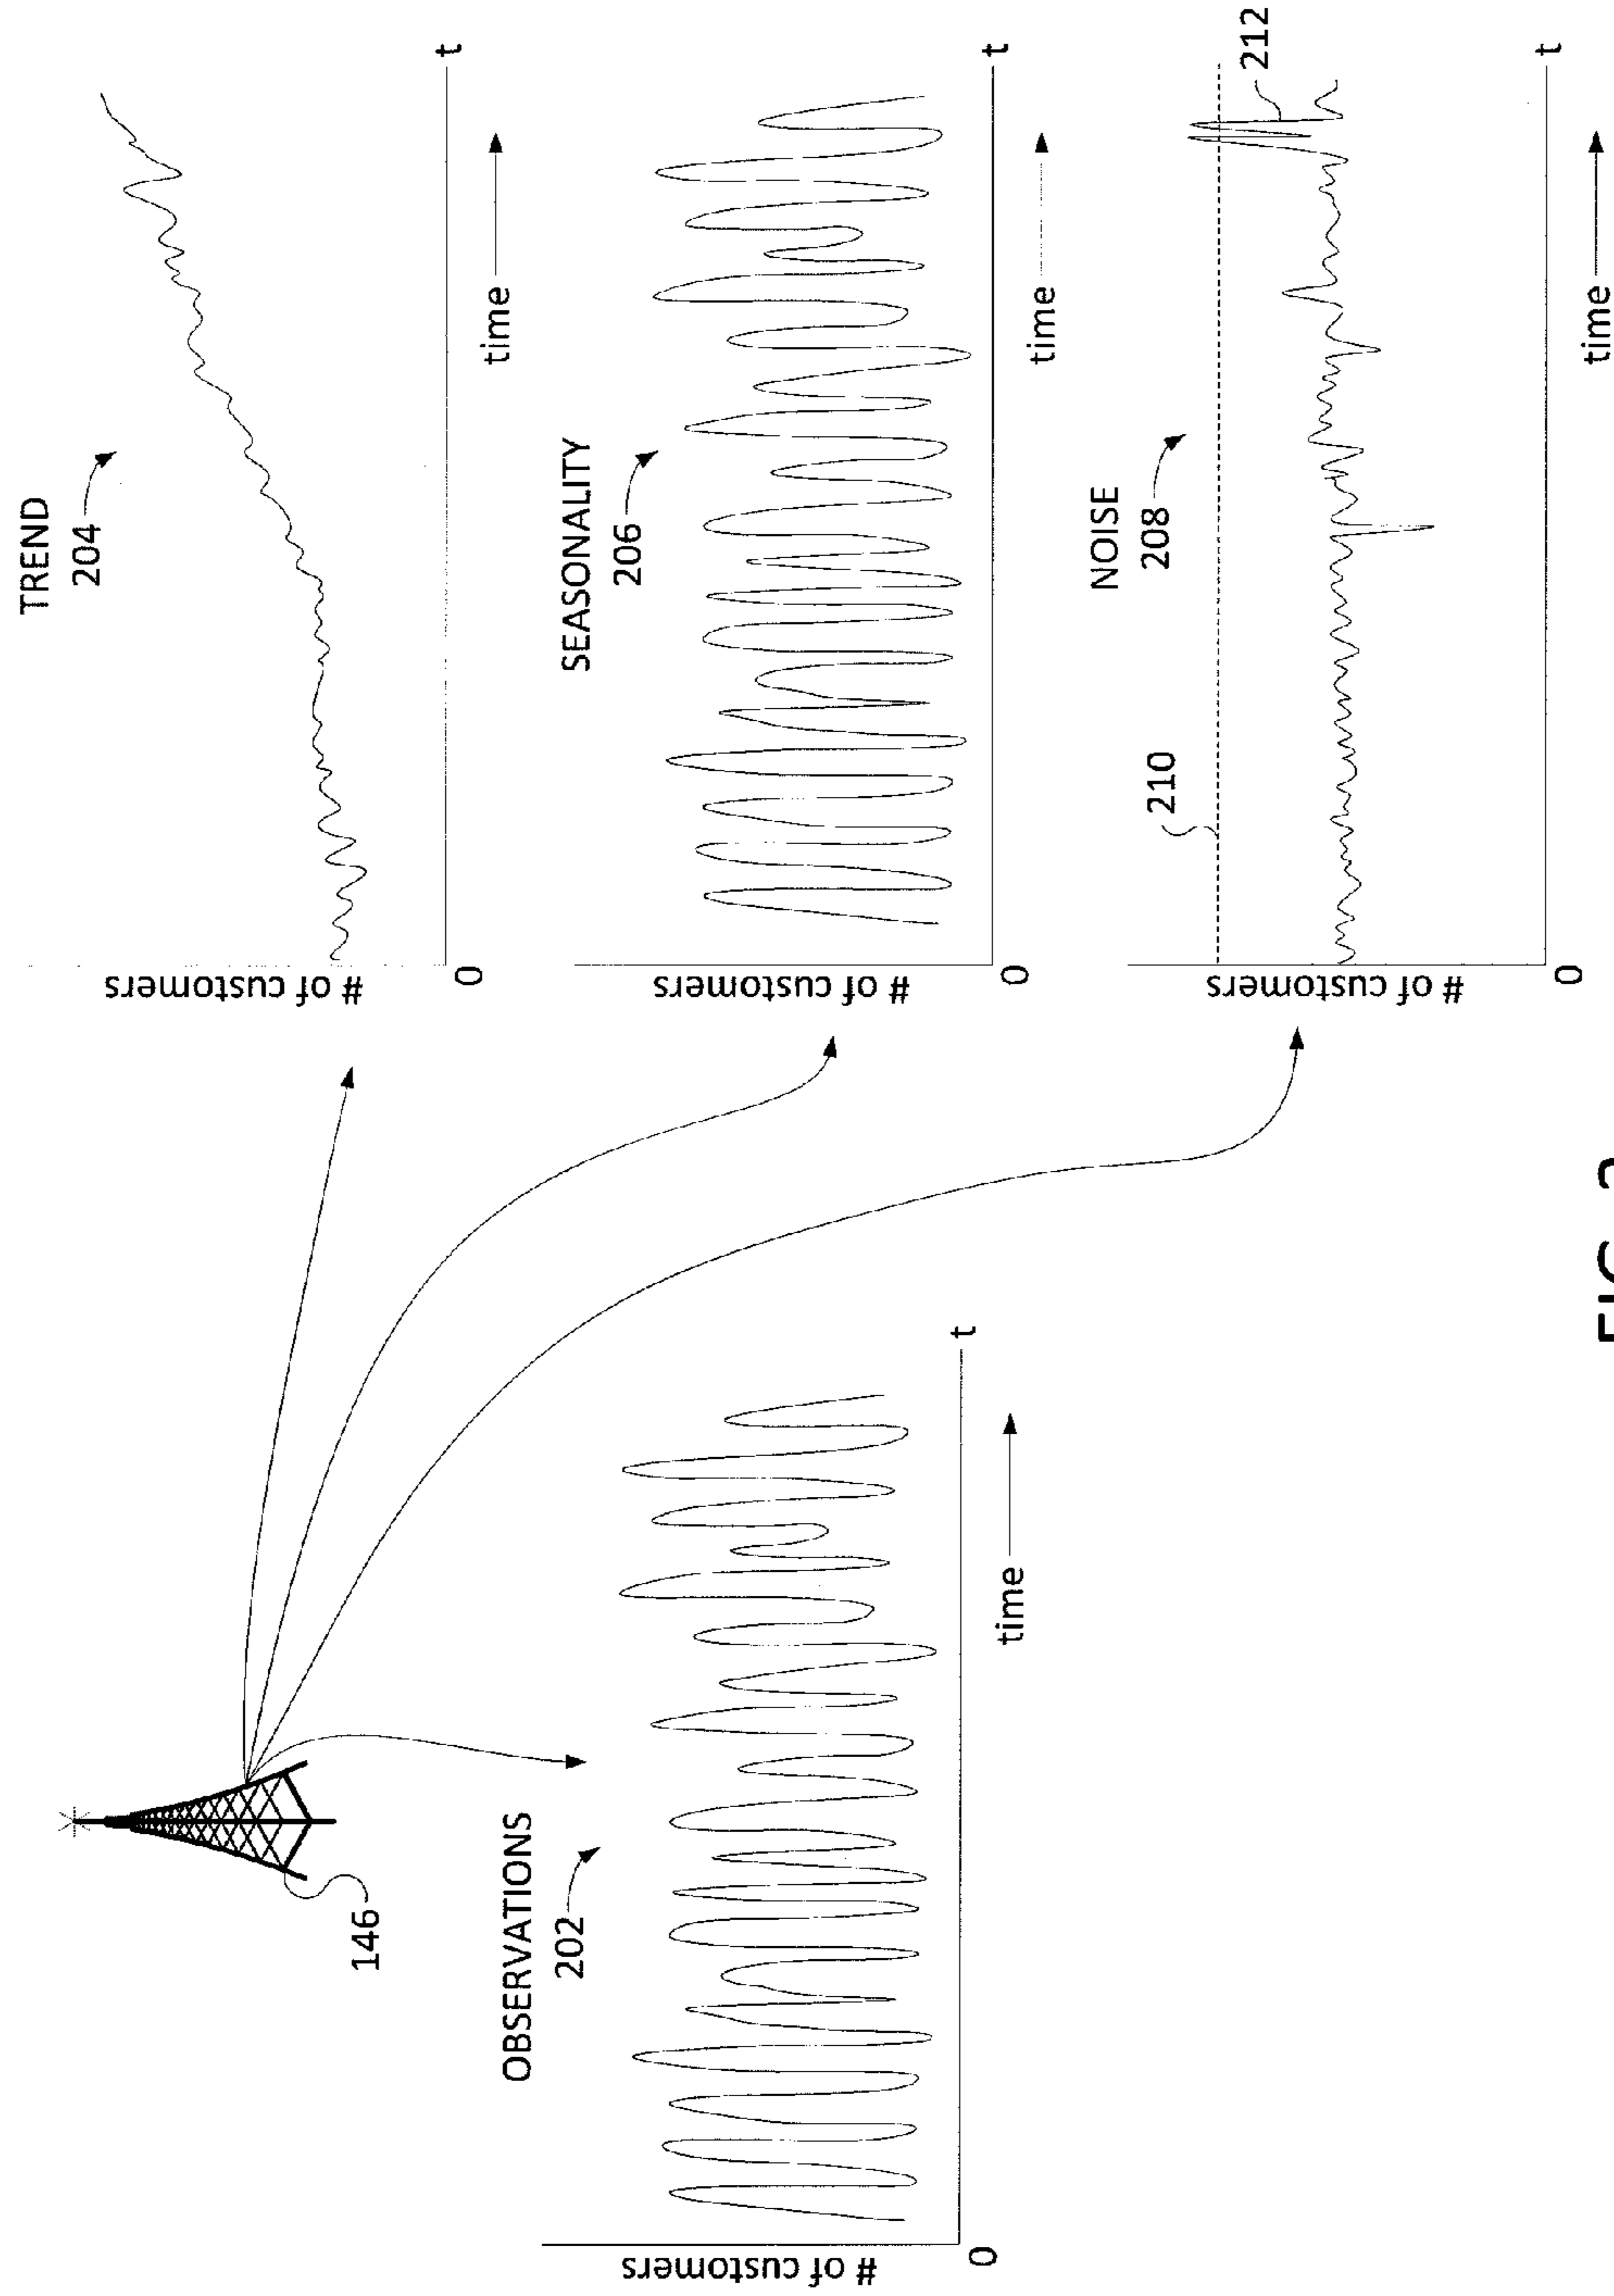 146
OBSERVATIONS
202
# of customers
0
t
time
TREND
204
# of customers
0
t
time
SEASONALITY
206
# of customers
0
t
time
NOISE
208
210
212
# of customers
0
t
time
FIG.